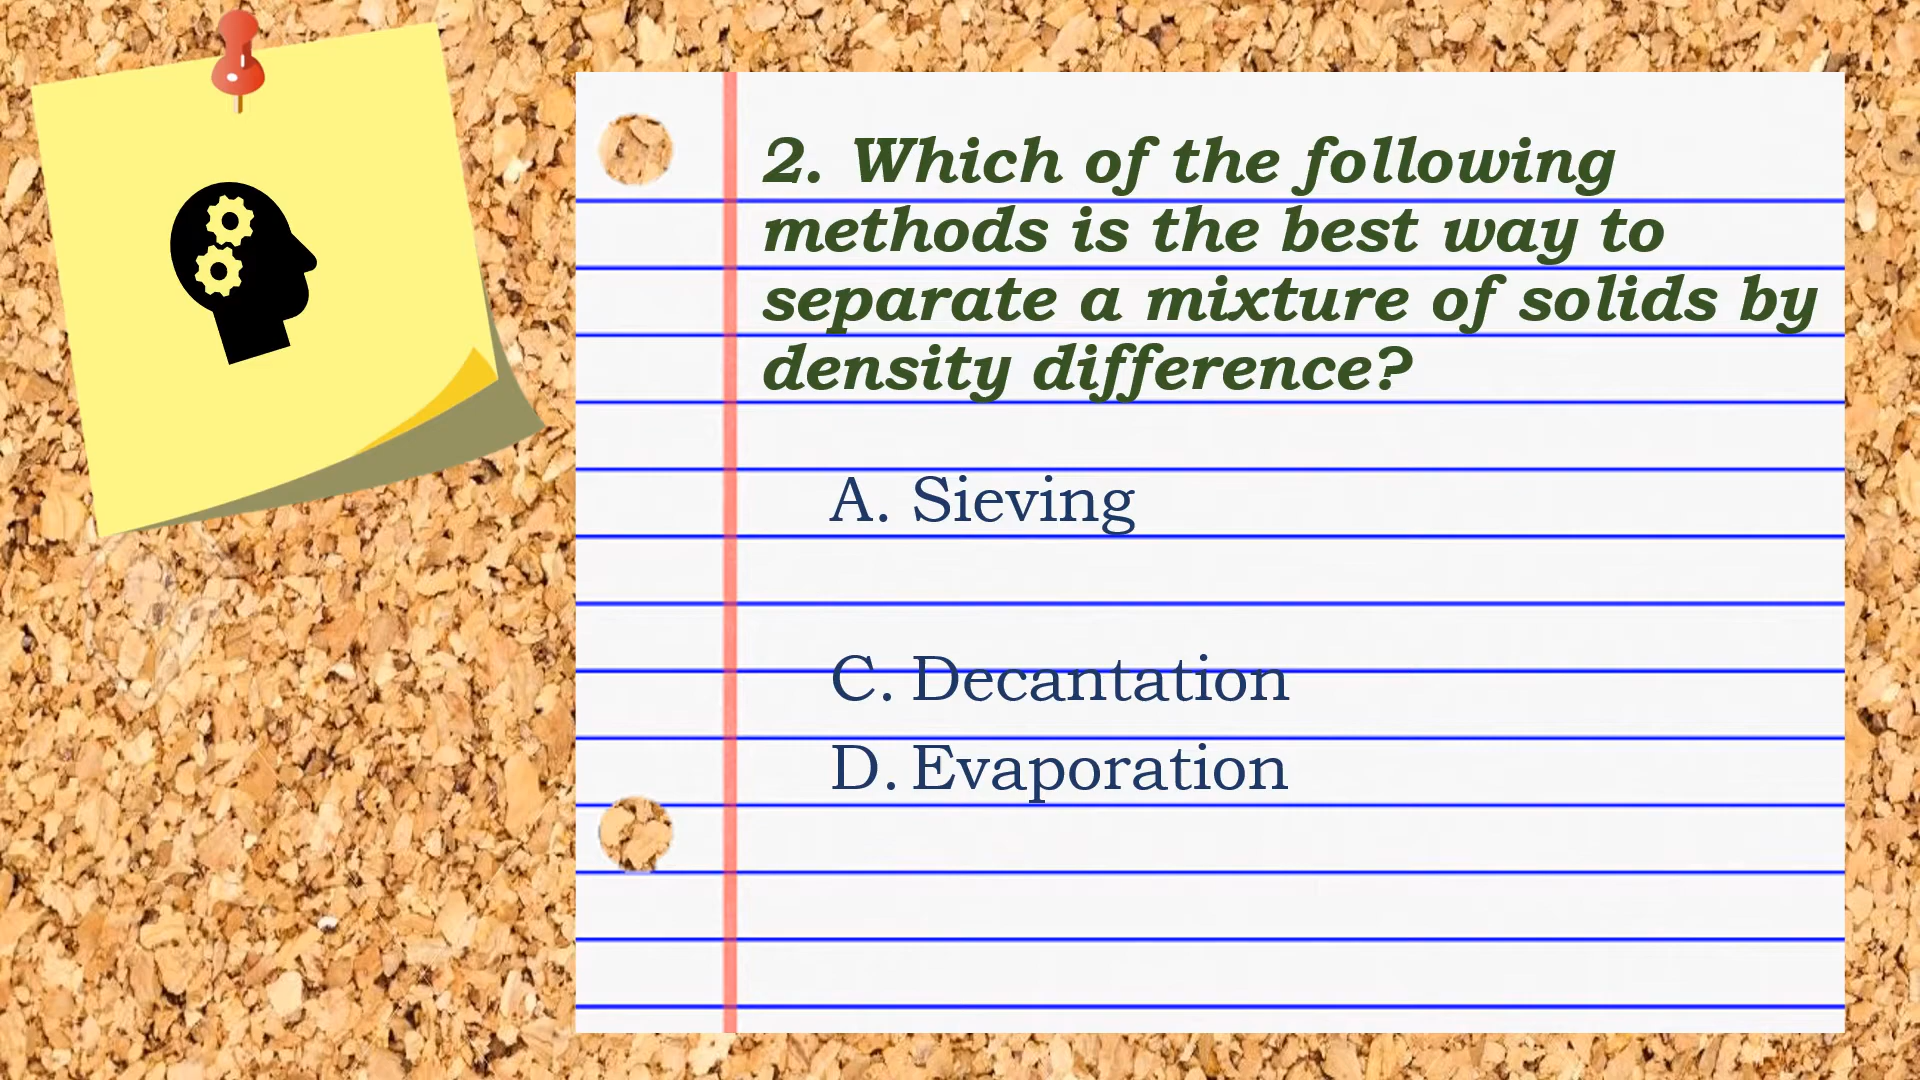 2. Which of the following
methods is the best way to
separate a mixture of solids by
density difference?
A. Sieving
C. Decantation
D. Evaporation